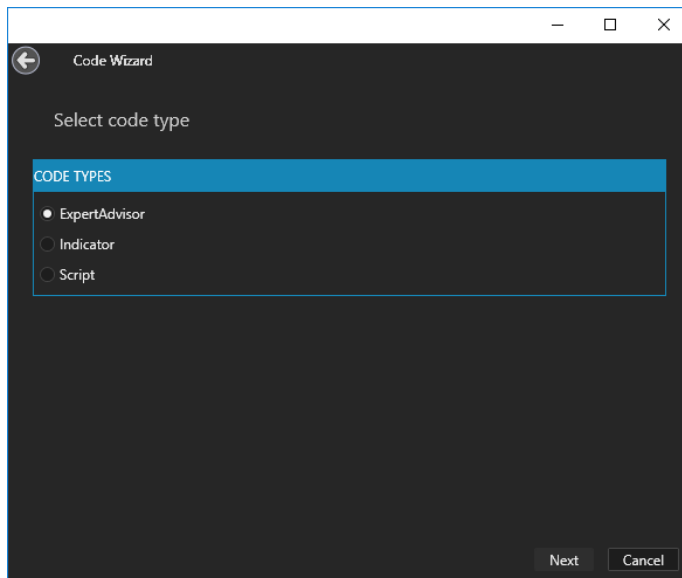 Code Wizard
Select code type
CODE TYPES
ExpertAdvisor
Indicator
Script
Next Cancel